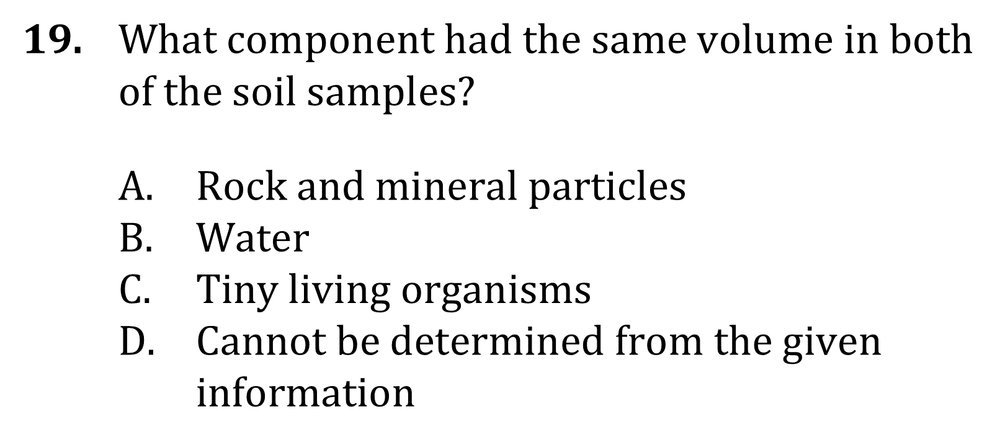 19. What component had the same volume in both
of the soil samples?
A. Rock and mineral particles
B. Water
C. Tiny living organisms
D. Cannot be determined from the given
information